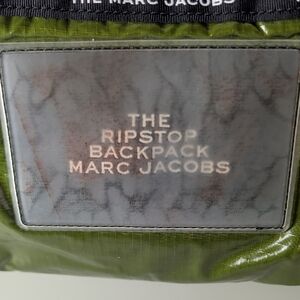 THE MARC JACOBS
THE
RIPSTOP
BACKPACK
MARC JACOBS